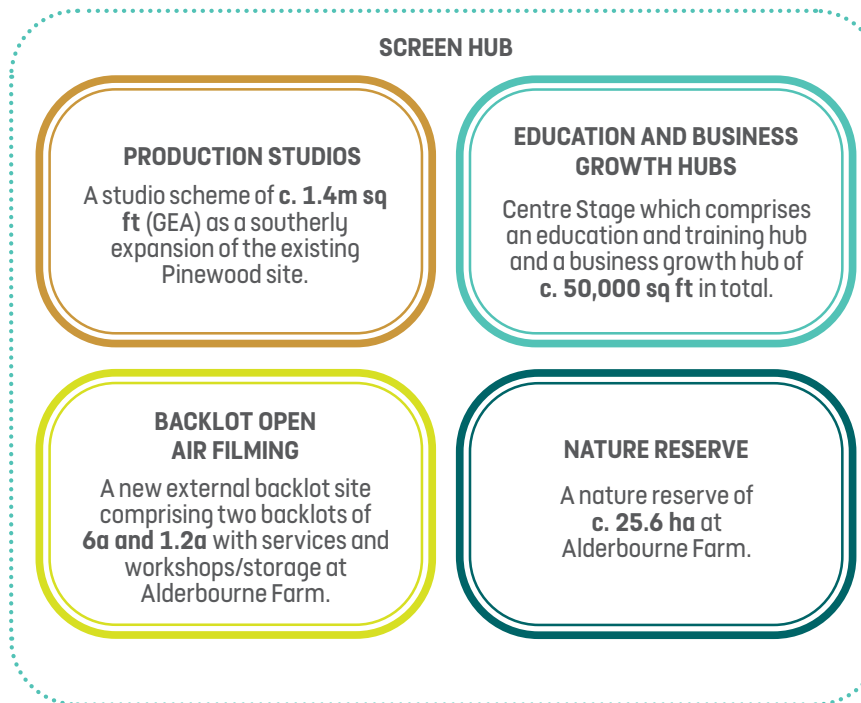 SCREEN HUB
PRODUCTION STUDIOS
A studio scheme of c. 1.4m sq
ft (GEA) as a southerly
expansion of the existing
Pinewood site.
EDUCATION AND BUSINESS
GROWTH HUBS
Centre Stage which comprises
an education and training hub
and a business growth hub of
c. 50,000 sq ft in total.
BACKLOT OPEN
AIR FILMING
A new external backlot site
comprising two backlots of
6a and 1.2a with services and
workshops/storage at
Alderbourne Farm.
NATURE RESERVE
A nature reserve of
c. 25.6 ha at
Alderbourne Farm.